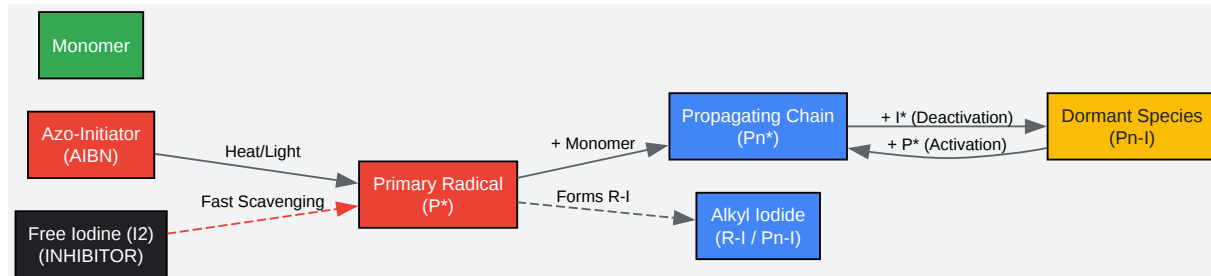 Monomer
Azo-Initiator
(AIBN)
Heat/Light
Free Iodine (I2)
(INHIBITOR)
Fast Scavenging
Primary Radical
(P*)
+ Monomer
Forms R-I
Propagating Chain
(Pn*)
Alkyl Iodide
(R-I / Pn-I)
+ I* (Deactivation)
+ P* (Activation)
Dormant Species
(Pn-I)